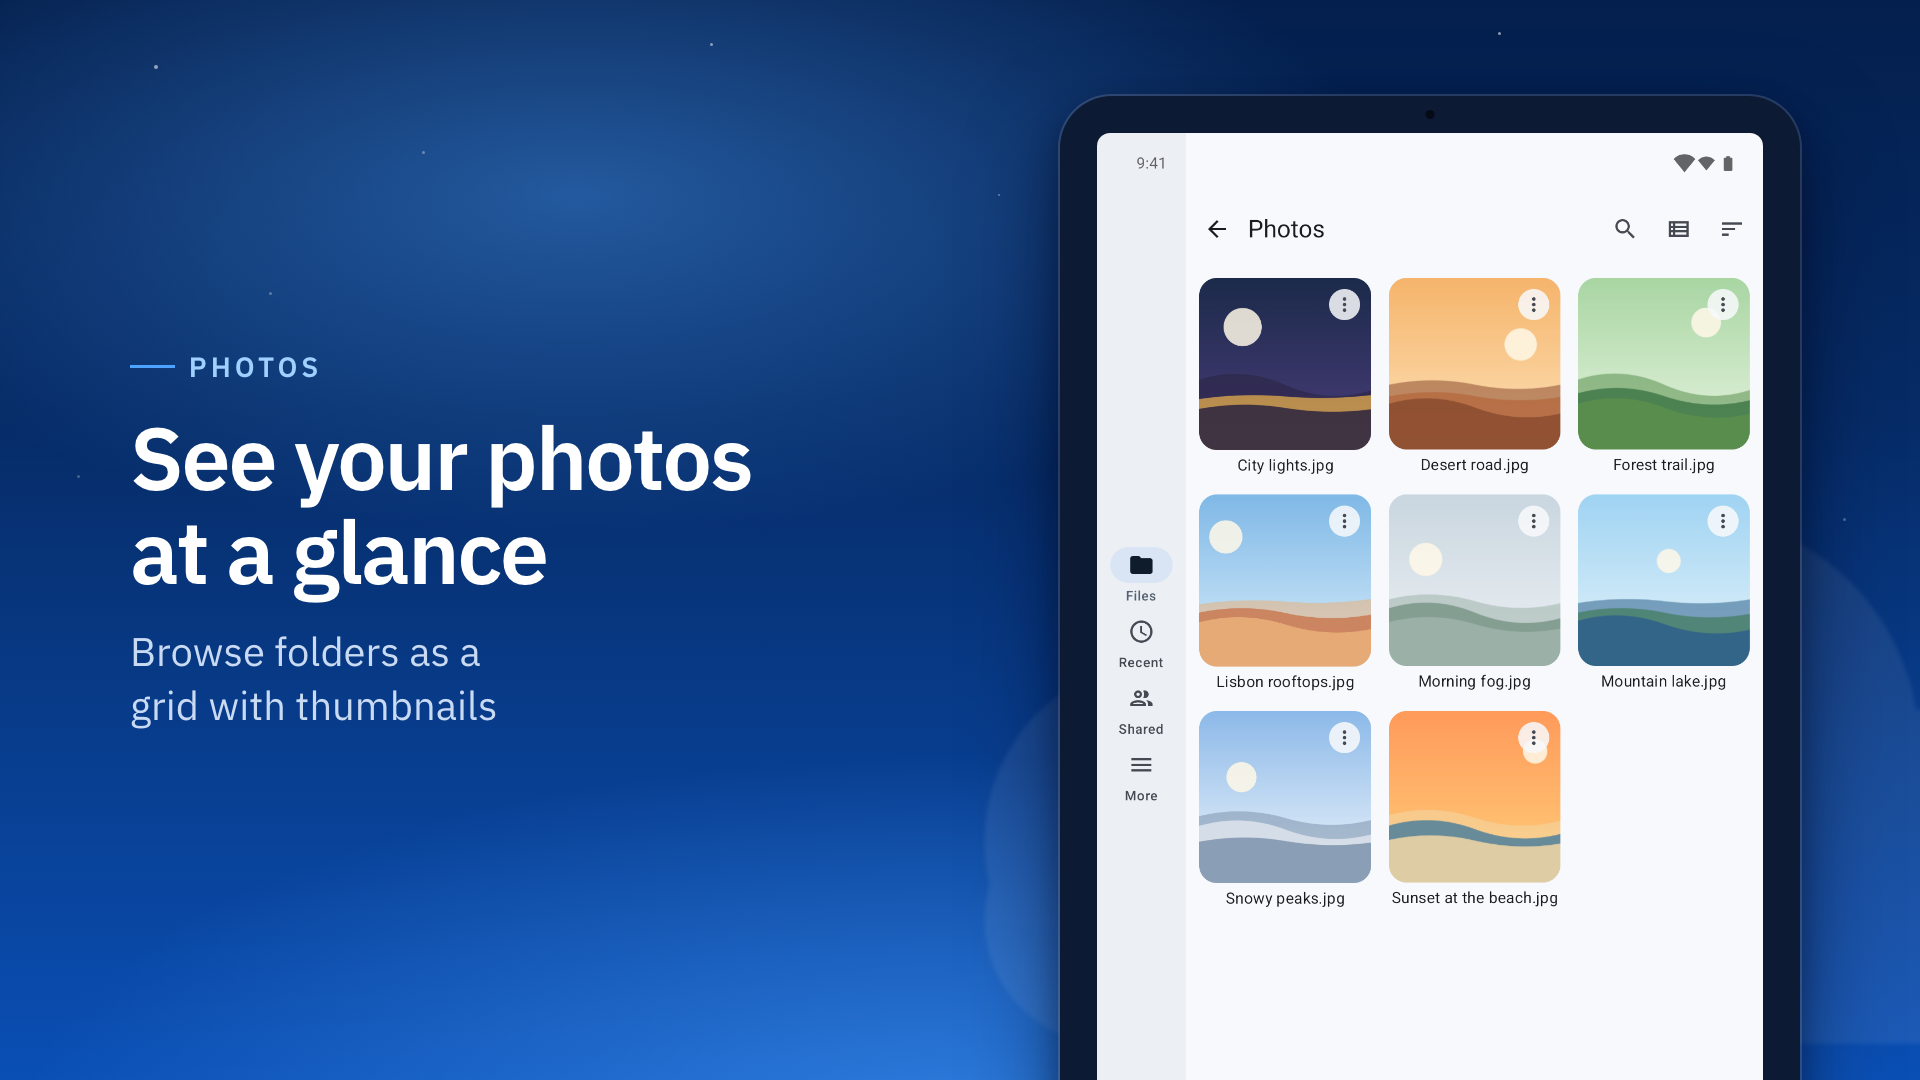 PHOTOS
See your photos
at a glance
Browse folders as a
grid with thumbnails
9:41
Photos
City lights.jpg
Desert road.jpg
Forest trail.jpg
Lisbon rooftops.jpg
Morning fog.jpg
Mountain lake.jpg
Snowy peaks.jpg
Sunset at the beach.jpg
Files
Recent
Shared
More